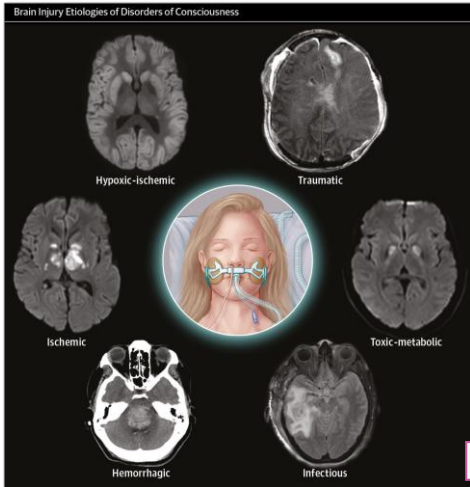 Brain Injury Etiologies of Disorders of Consciousness
Hypoxic-ischemic
Traumatic
Ischemic
Toxic-metabolic
Hemorrhagic
Infectious